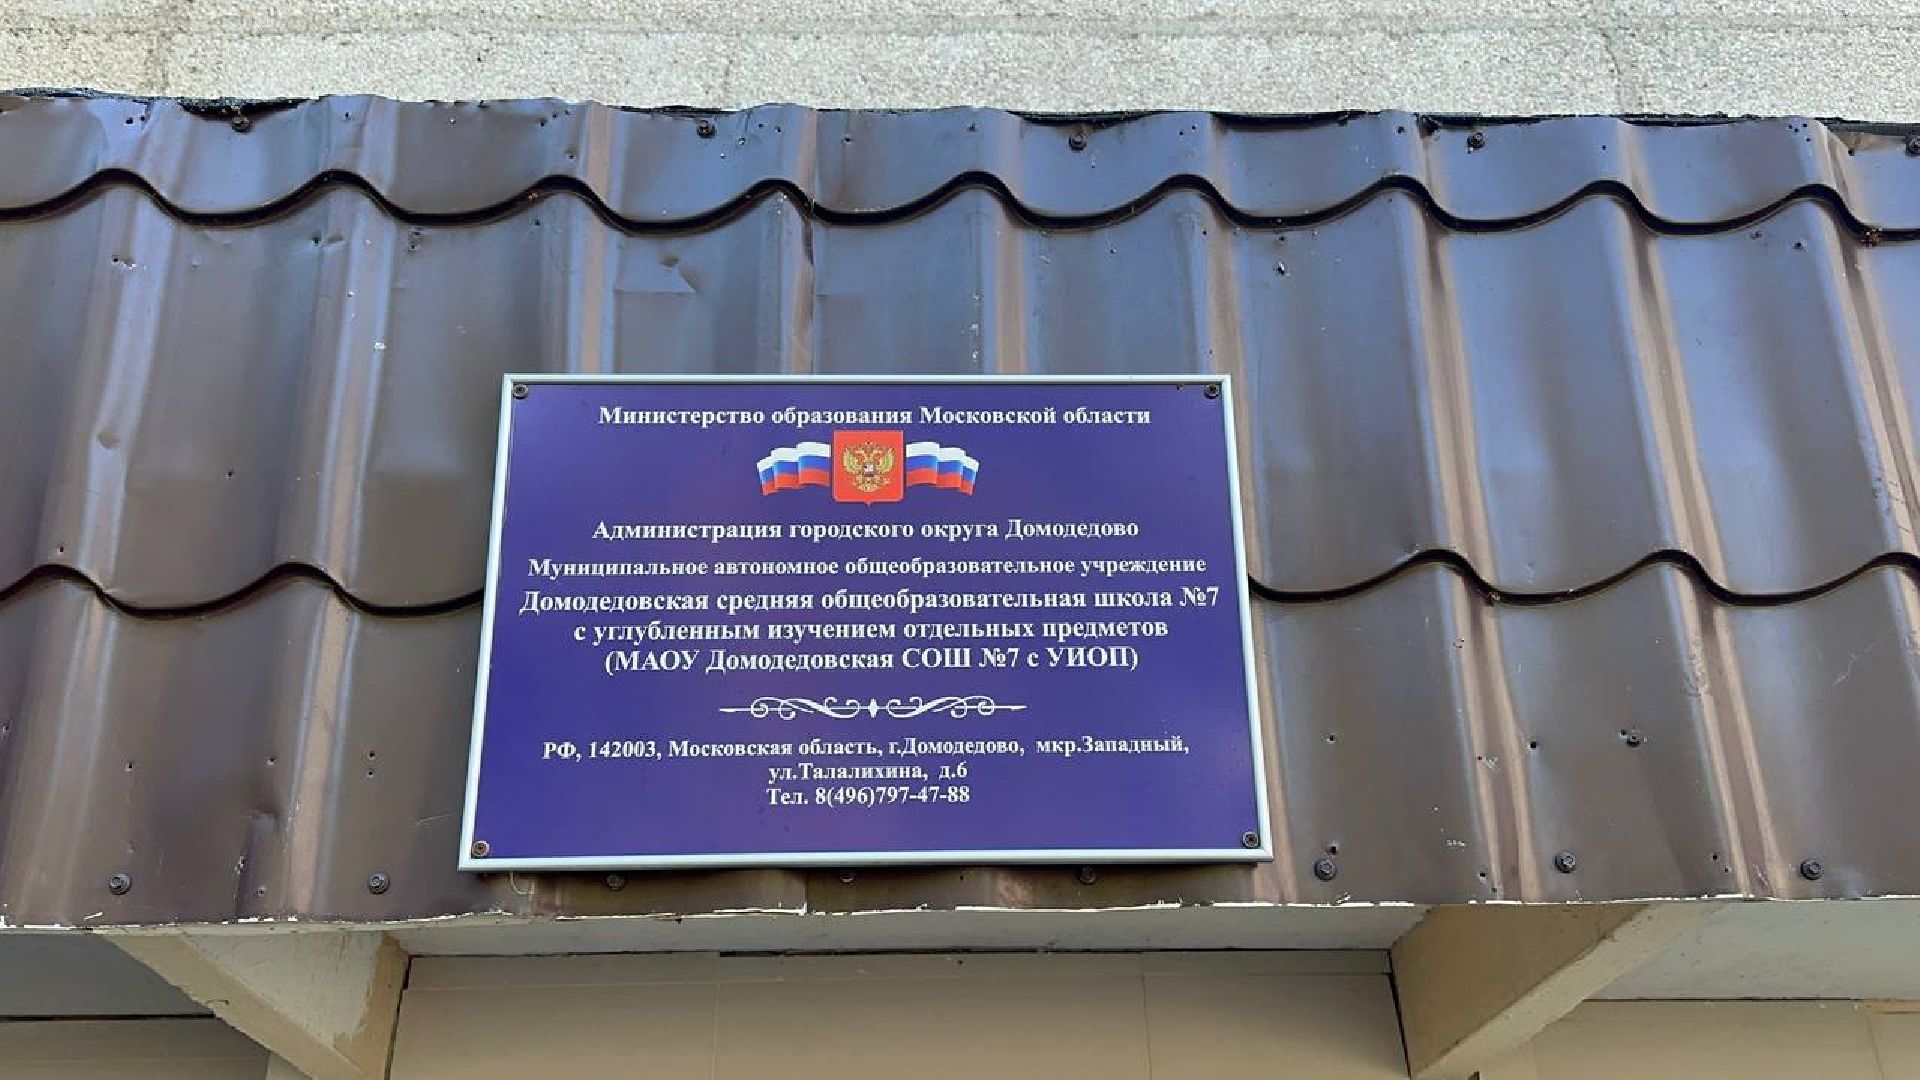 Министерство образования Московской области
Администрация городского округа Домодедово
Муниципальное автономное общеобразовательное учреждение
Домодедовская средняя общеобразовательная школа №7
с углубленным изучением отдельных предметов
(МАОУ Домодедовская СОШ №7 с УИОП)
РФ, 142003, Московская область, г.Домодедово, мкр.Западный,
ул.Талалихина, д.6
Тел. 8(496)797-47-88